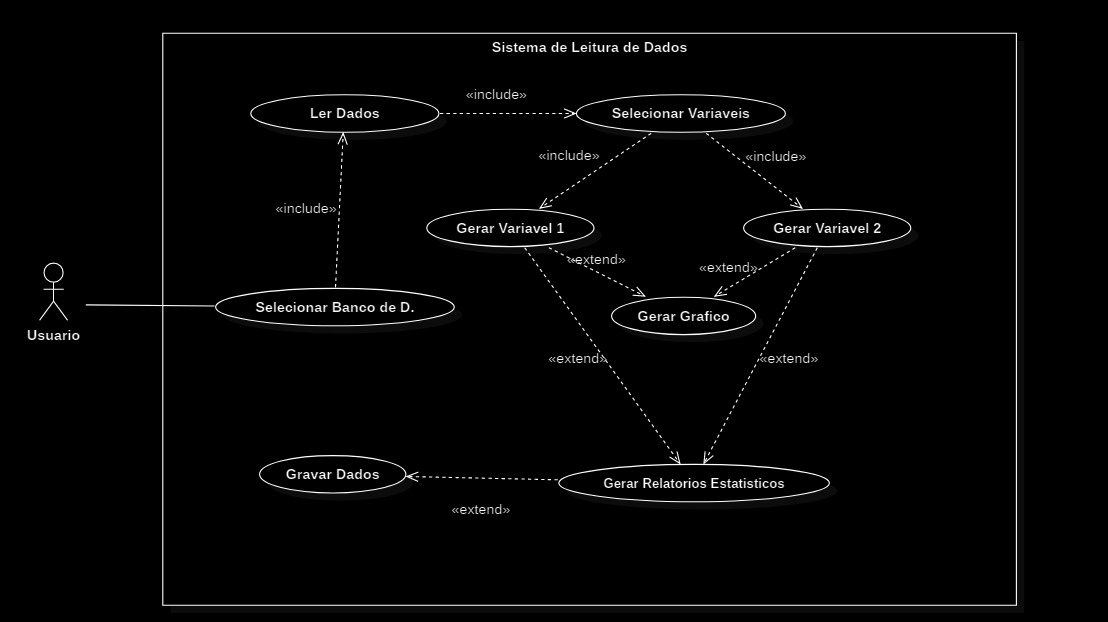 Sistema de Leitura de Dados
«include»
Ler Dados
Selecionar Variaveis
«include»
«include»
«include»
Gerar Variavel 1
Gerar Variavel 2
«extend»
«extend»
Selecionar Banco de D.
Gerar Grafico
Usuario
«extend»
«extend»
Gravar Dados
Gerar Relatorios Estatisticos
«extend»